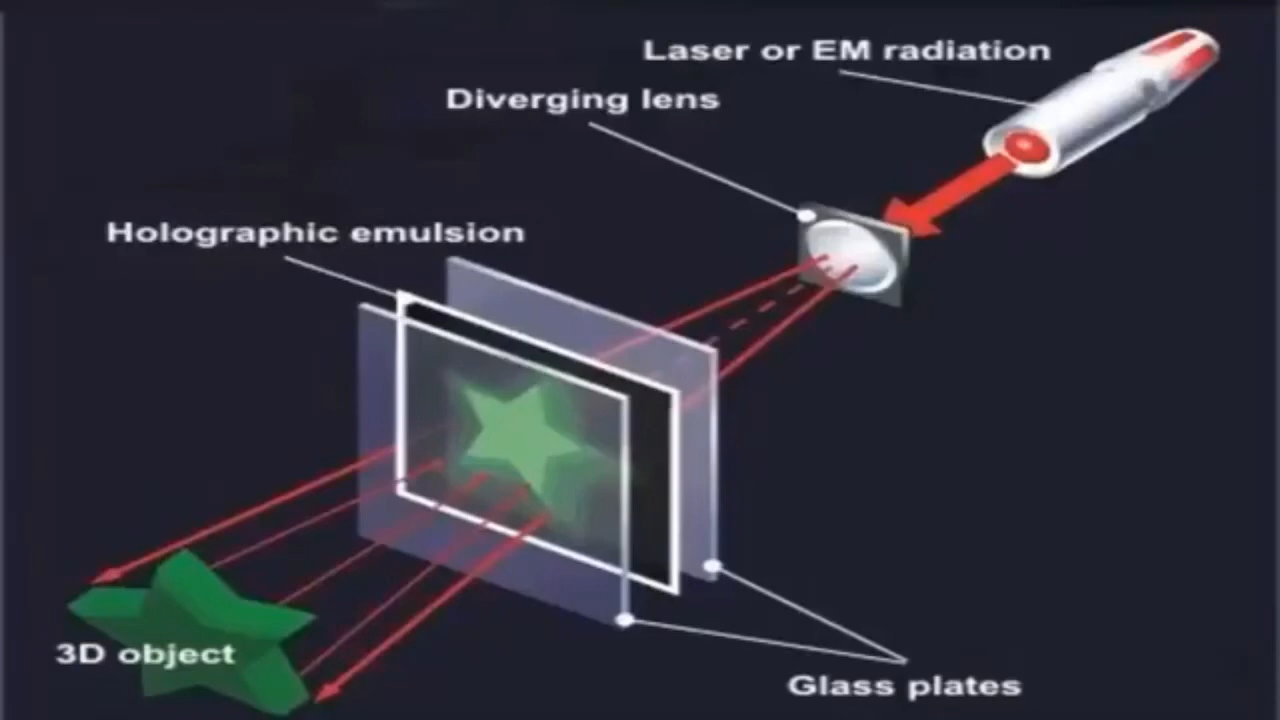 Laser or EM radiation
Diverging lens
Holographic emulsion
3D object
Glass plates